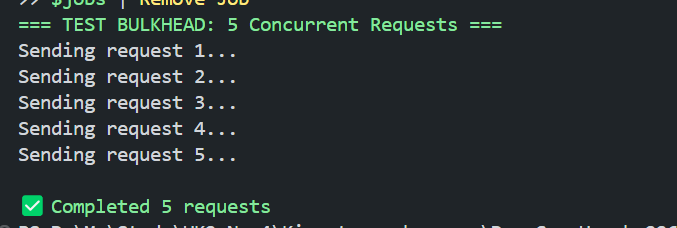 >> $jobs | Remove-Job
=== TEST BULKHEAD: 5 Concurrent Requests ===
Sending request 1...
Sending request 2...
Sending request 3...
Sending request 4...
Sending request 5...
✅ Completed 5 requests